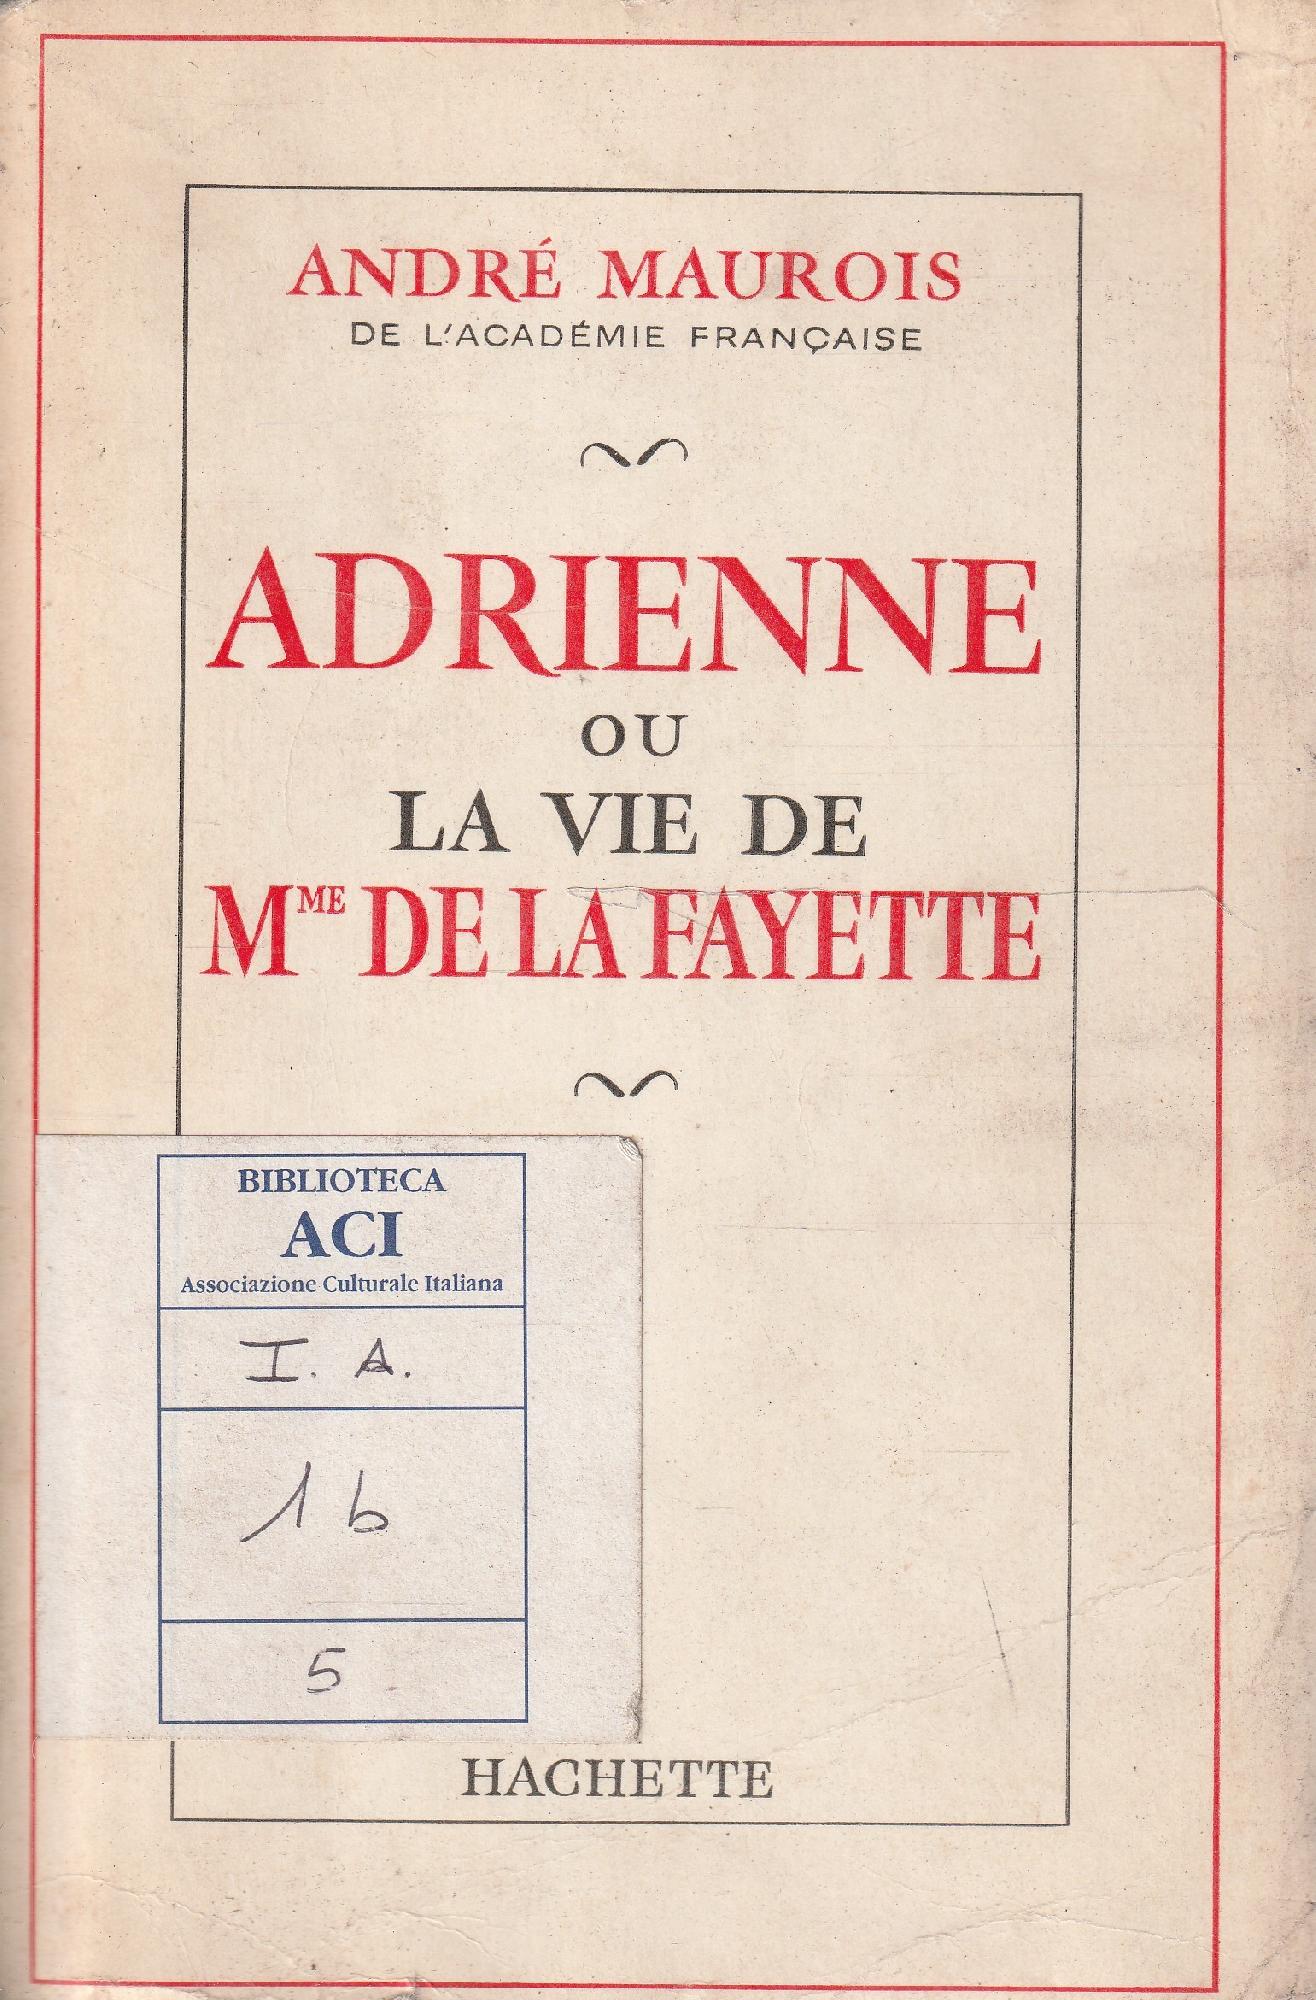 ANDRÉ MAUROIS
DE L'ACADÉMIE FRANÇAISE
ADRIENNE
OU
LA VIE DE
MME DE LA FAYETTE
BIBLIOTECA
ACI
Associazione Culturale Italiana
I. A.
1 b
5
HACHETTE